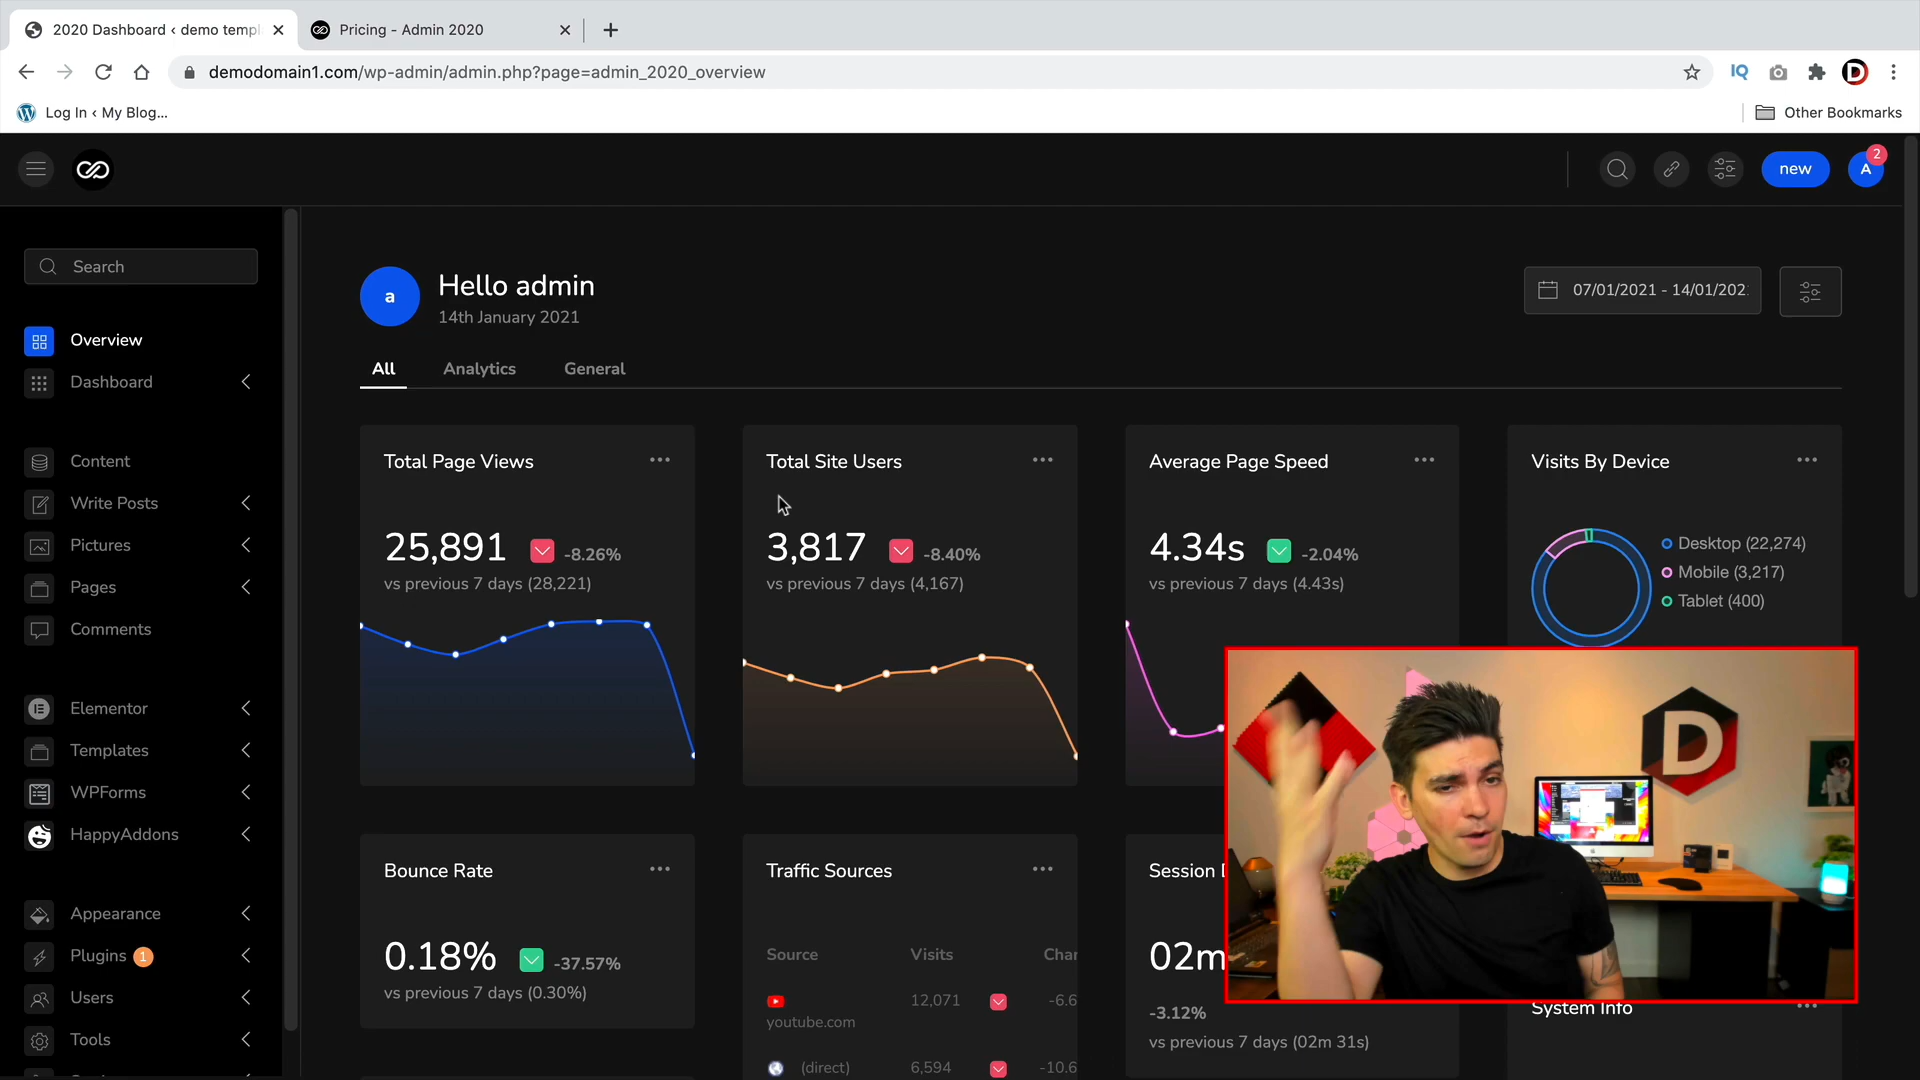 2020 Dashboard ‹ demo templ
Pricing - Admin 2020
demodomain1.com/wp-admin/admin.php?page=admin_2020_overview
IQ
D
Log In ‹ My Blog...
Other Bookmarks
new
A
2
Search
Overview
Dashboard
Content
Write Posts
Pictures
Pages
Comments
Elementor
Templates
WPForms
HappyAddons
Appearance
Plugins 1
Users
Tools
a
Hello admin
14th January 2021
07/01/2021 - 14/01/202
All
Analytics
General
Total Page Views
25,891
-8.26%
vs previous 7 days (28,221)
Total Site Users
3,817
-8.40%
vs previous 7 days (4,167)
Average Page Speed
4.34s
-2.04%
vs previous 7 days (4.43s)
Visits By Device
Desktop (22,274)
Mobile (3,217)
Tablet (400)
Bounce Rate
0.18%
-37.57%
vs previous 7 days (0.30%)
Traffic Sources
Source Visits Char
youtube.com
12,071
-6.6
(direct)
6,594
-10.6
Session D
02m
-3.12%
vs previous 7 days (02m 31s)
D
System Info